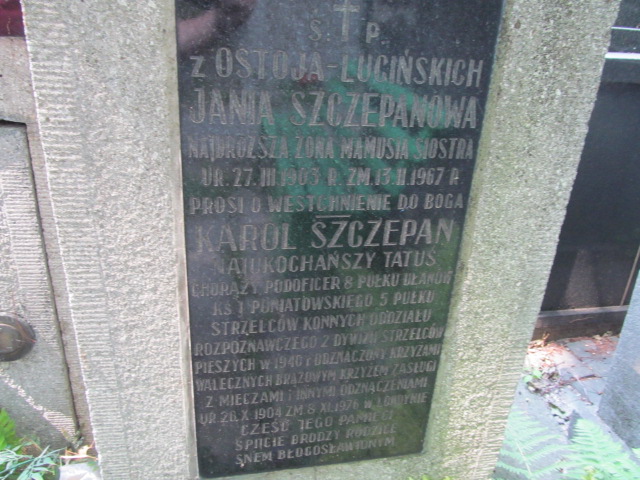 Ś. P.
z OSTOJA-ŁUCIŃSKICH
JANIA SZCZEPANOWA
NAJDROŻSZA ŻONA MAMUSIA SIOSTRA
UR. 27.III.1903 R. ZM. 13.II.1967 R.
PROSI O WESTCHNIENIE DO BOGA
KAROL SZCZEPAN
NAJUKOCHAŃSZY TATUŚ
CHORĄŻY PODOFICER 8 PUŁKU UŁANÓW
KS J PONIATOWSKIEGO 5 PUŁKU
STRZELCÓW KONNYCH ODDZIAŁU
ROZPOZNAWCZEGO 2 DYWIZJI STRZELCÓW
PIESZYCH W 1940 r ODZNACZONY KRZYŻAMI
WALECZNYCH BRĄZOWYM KRZYŻEM ZASŁUGI
Z MIECZAMI I INNYMI ODZNACZENIAMI
UR. 20.X.1904 ZM. 8.XI. W LONDYNIE
CZEŚĆ JEGO PAMIĘCI
ŚPIJCIE DRODZY RODZICE
SNEM BŁOGOSŁAWIONYM